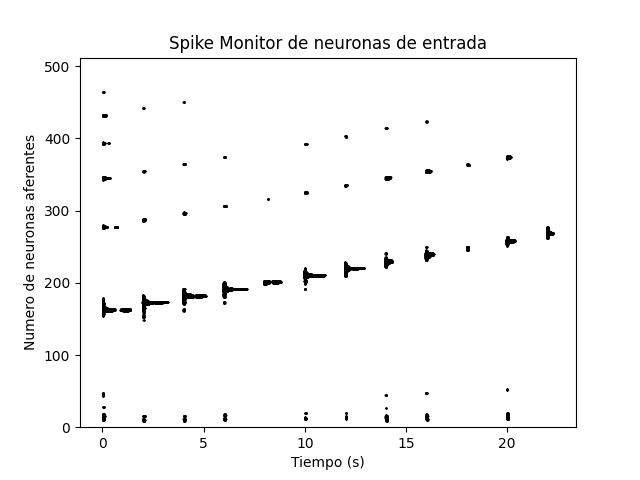 Spike Monitor de neuronas de entrada
Numero de neuronas aferentes
500
400
300
200
100
0
0 5 10 15 20
Tiempo (s)